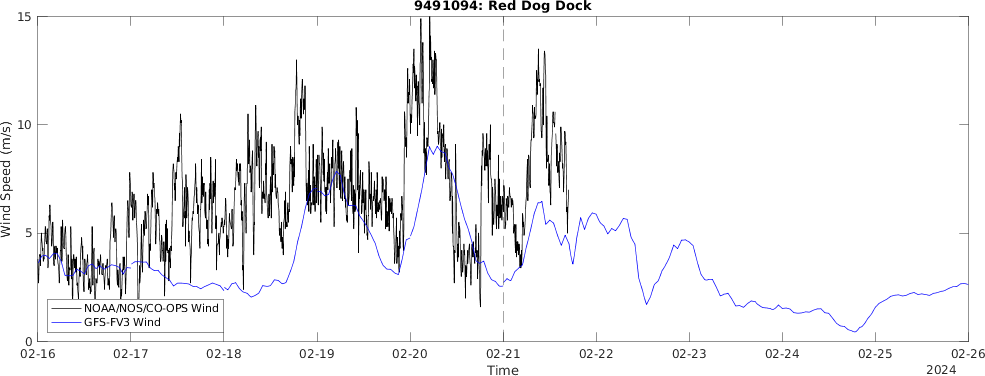 9491094: Red Dog Dock
Wind Speed (m/s)
15
10
5
0
NOAA/NOS/CO-OPS Wind
GFS-FV3 Wind
02-16 02-17 02-18 02-19 02-20 02-21 02-22 02-23 02-24 02-25 02-26
Time
2024